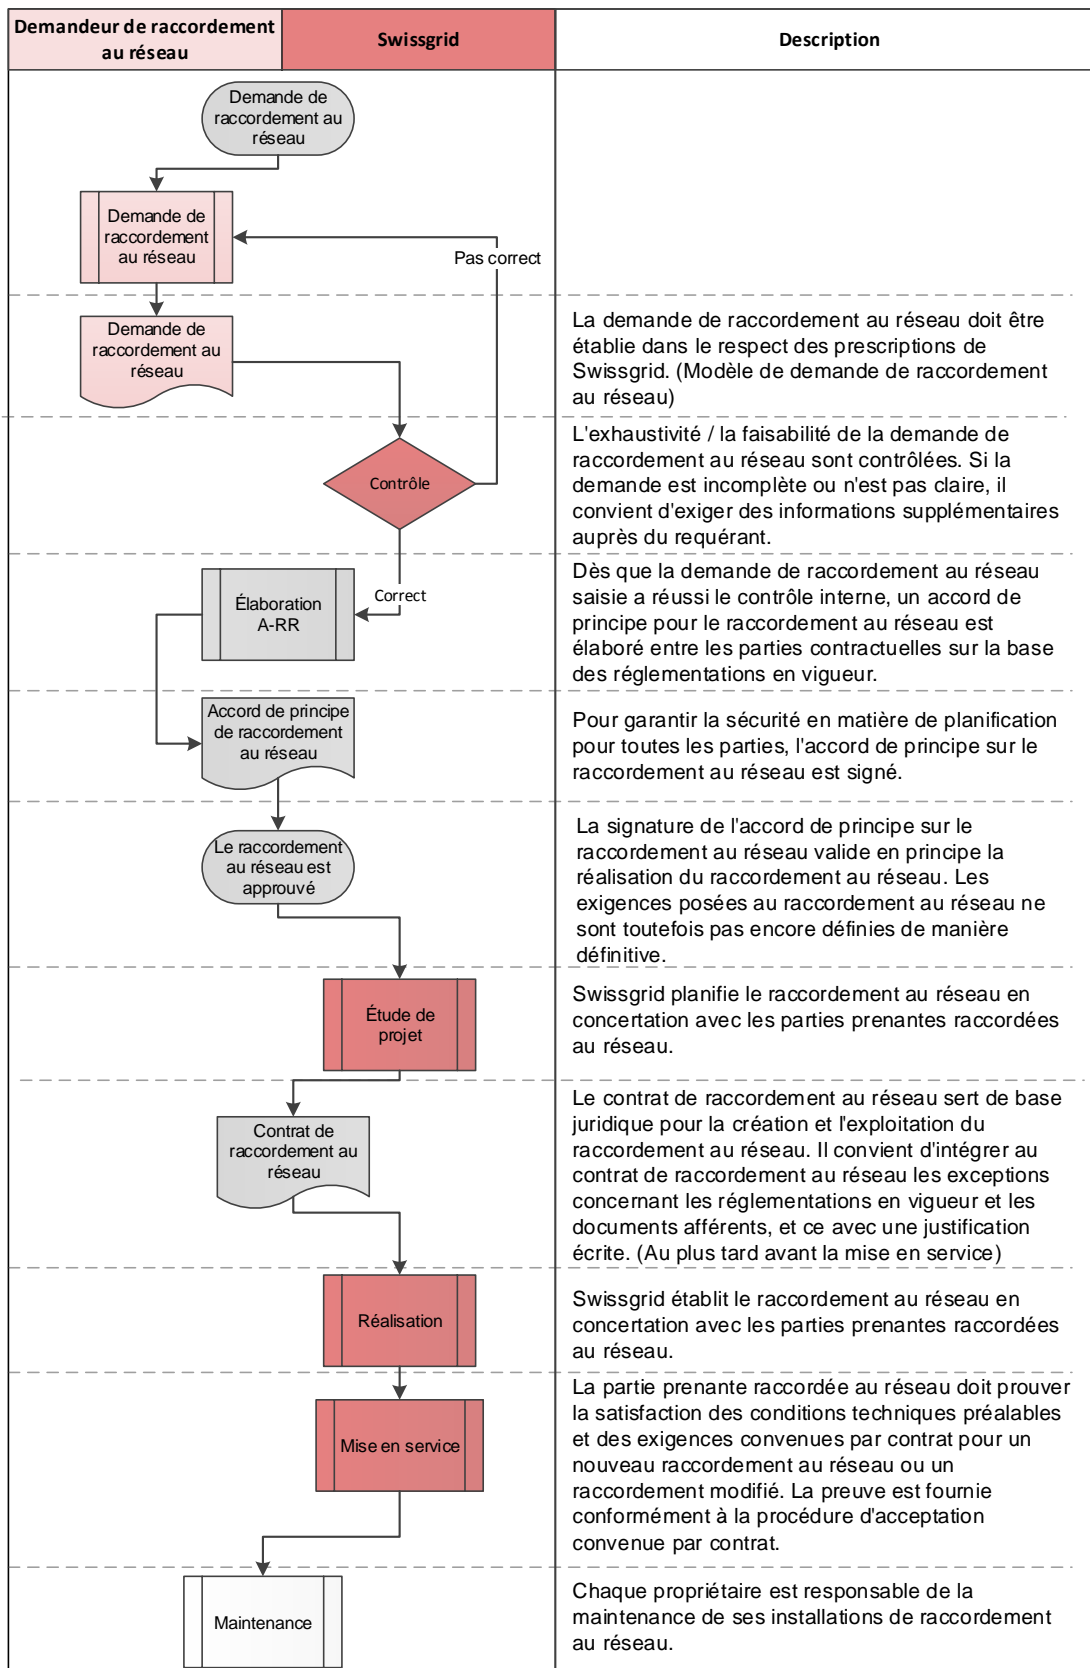 Demandeur de raccordement
au réseau
Swissgrid
Description
Demande de
raccordement au
réseau
Demande de
raccordement
au réseau
Pas correct
Demande de
raccordement au
réseau
La demande de raccordement au réseau doit être
établie dans le respect des prescriptions de
Swissgrid. (Modèle de demande de raccordement
au réseau)
Contrôle
L'exhaustivité / la faisabilité de la demande de
raccordement au réseau sont contrôlées. Si la
demande est incomplète ou n'est pas claire, il
convient d'exiger des informations supplémentaires
auprès du requérant.
Correct
Élaboration
A-RR
Dès que la demande de raccordement au réseau
saisie a réussi le contrôle interne, un accord de
principe pour le raccordement au réseau est
élaboré entre les parties contractuelles sur la base
des réglementations en vigueur.
Accord de principe
de raccordement
au réseau
Pour garantir la sécurité en matière de planification
pour toutes les parties, l'accord de principe sur le
raccordement au réseau est signé.
Le raccordement
au réseau est
approuvé
La signature de l'accord de principe sur le
raccordement au réseau valide en principe la
réalisation du raccordement au réseau. Les
exigences posées au raccordement au réseau ne
sont toutefois pas encore définies de manière
définitive.
Étude de
projet
Swissgrid planifie le raccordement au réseau en
concertation avec les parties prenantes raccordées
au réseau.
Contrat de
raccordement au
réseau
Le contrat de raccordement au réseau sert de base
juridique pour la création et l'exploitation du
raccordement au réseau. Il convient d'intégrer au
contrat de raccordement au réseau les exceptions
concernant les réglementations en vigueur et les
documents afférents, et ce avec une justification
écrite. (Au plus tard avant la mise en service)
Réalisation
Swissgrid établit le raccordement au réseau en
concertation avec les parties prenantes raccordées
au réseau.
Mise en service
La partie prenante raccordée au réseau doit prouver
la satisfaction des conditions techniques préalables
et des exigences convenues par contrat pour un
nouveau raccordement au réseau ou un
raccordement modifié. La preuve est fournie
conformément à la procédure d'acceptation
convenue par contrat.
Maintenance
Chaque propriétaire est responsable de la
maintenance de ses installations de raccordement
au réseau.